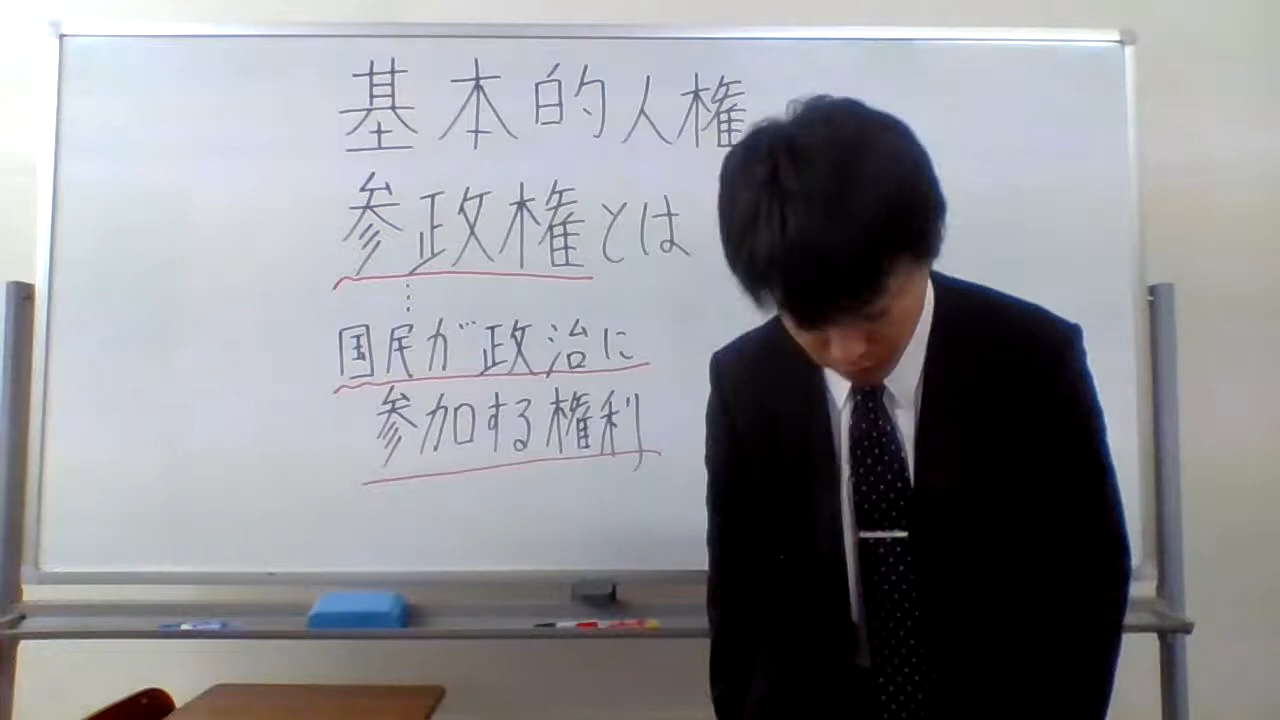 基本的人権
参政権とは
⋮
国民が政治に
参加する権利